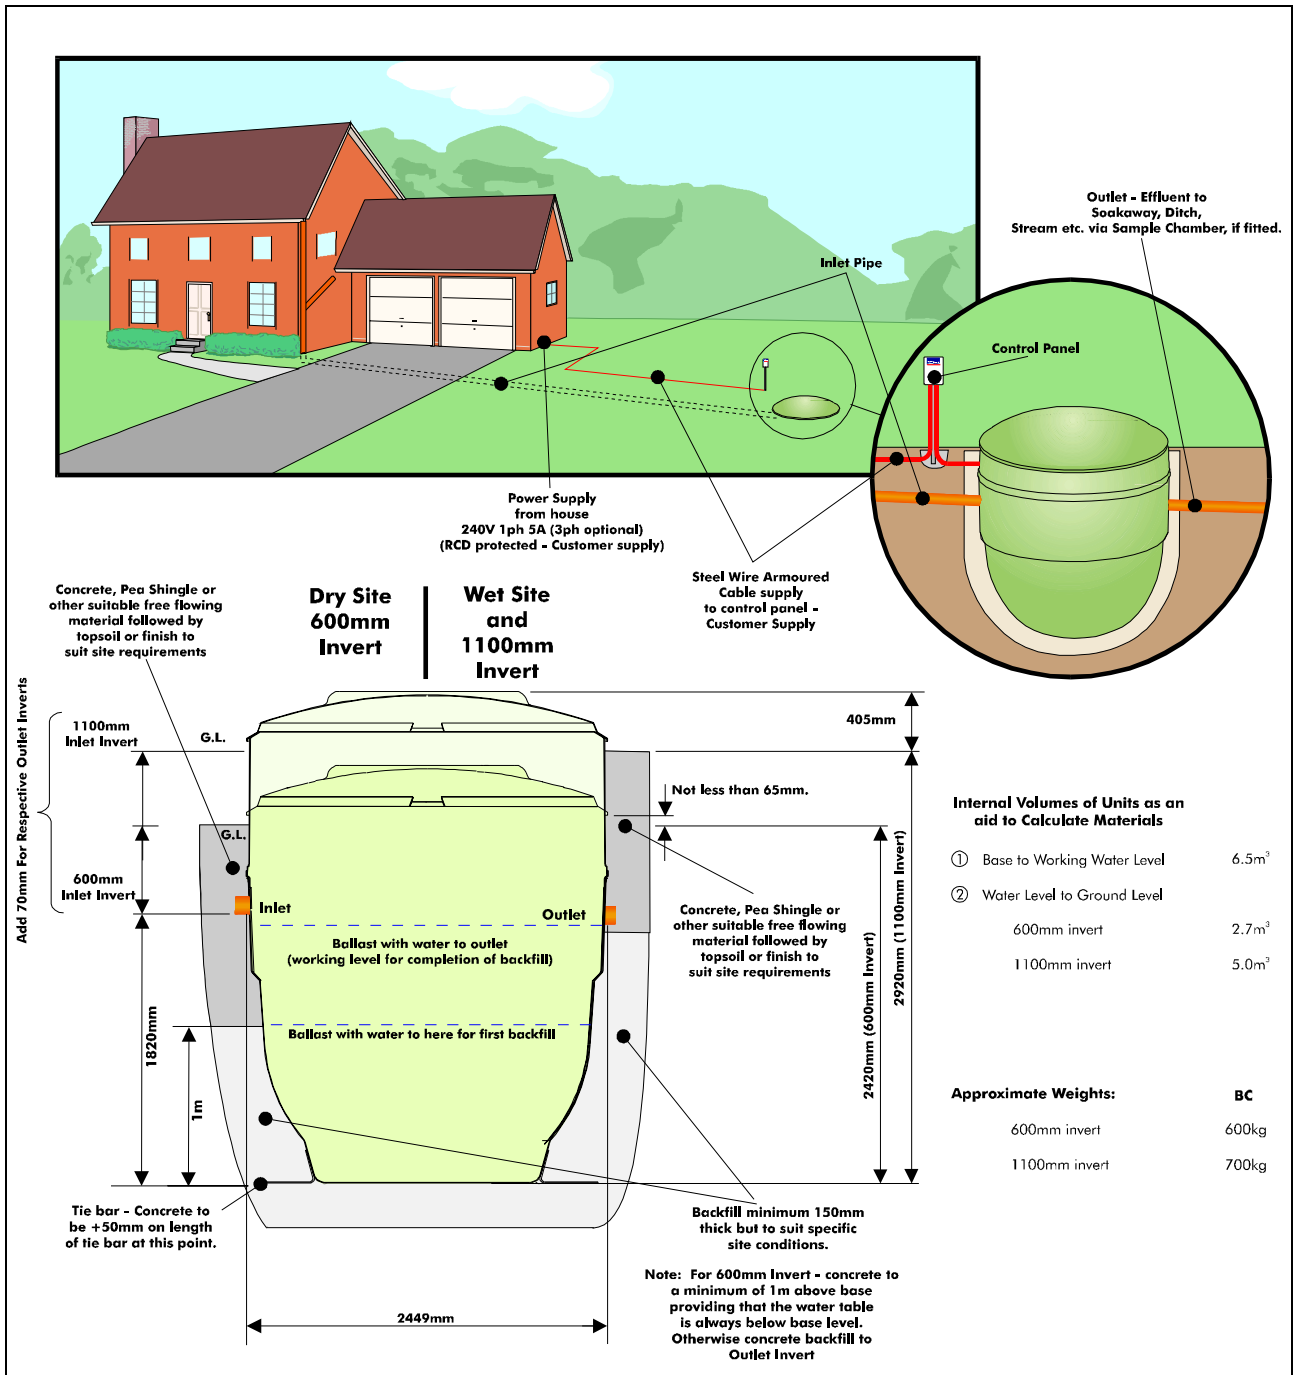 Outlet - Effluent to
Soakaway, Ditch,
Stream etc. via Sample Chamber, if fitted.
Inlet Pipe
Control Panel
Power Supply
from house
240V 1ph 5A (3ph optional)
(RCD protected - Customer supply)
Steel Wire Armoured
Cable supply
to control panel -
Customer Supply
Concrete, Pea Shingle or
other suitable free flowing
material followed by
topsoil or finish to
suit site requirements
Dry Site
600mm
Invert
Wet Site
and
1100mm
Invert
Add 70mm For Respective Outlet Inverts
1100mm
Inlet Invert
G.L.
405mm
Not less than 65mm.
G.L.
600mm
Inlet Invert
Inlet
Outlet
Ballast with water to outlet
(working level for completion of backfill)
Ballast with water to here for first backfill
Concrete, Pea Shingle or
other suitable free flowing
material followed by
topsoil or finish to
suit site requirements
1820mm
1m
2420mm (600mm Invert)
2920mm (1100mm Invert)
Tie bar - Concrete to
be +50mm on length
of tie bar at this point.
Backfill minimum 150mm
thick but to suit specific
site conditions.
Note: For 600mm Invert - concrete to
a minimum of 1m above base
providing that the water table
is always below base level.
Otherwise concrete backfill to
Outlet Invert
2449mm
Internal Volumes of Units as an
aid to Calculate Materials
① Base to Working Water Level 6.5m³
② Water Level to Ground Level
600mm invert 2.7m³
1100mm invert 5.0m³
Approximate Weights: BC
600mm invert 600kg
1100mm invert 700kg